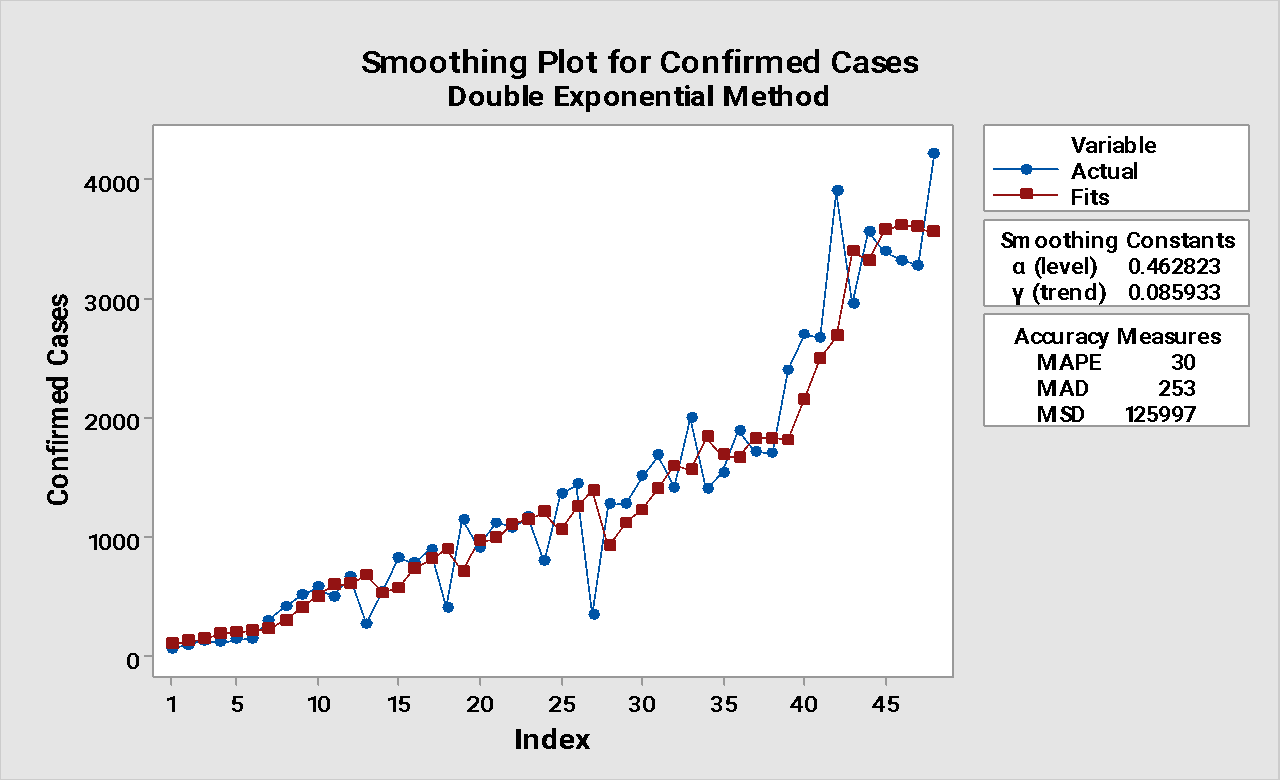 Smoothing Plot for Confirmed Cases
Double Exponential Method
Variable
Actual
Fits
Smoothing Constants
α (level) 0.462823
γ (trend) 0.085933
Accuracy Measures
MAPE 30
MAD 253
MSD 125997
Confirmed Cases
4000
3000
2000
1000
0
1 5 10 15 20 25 30 35 40 45
Index